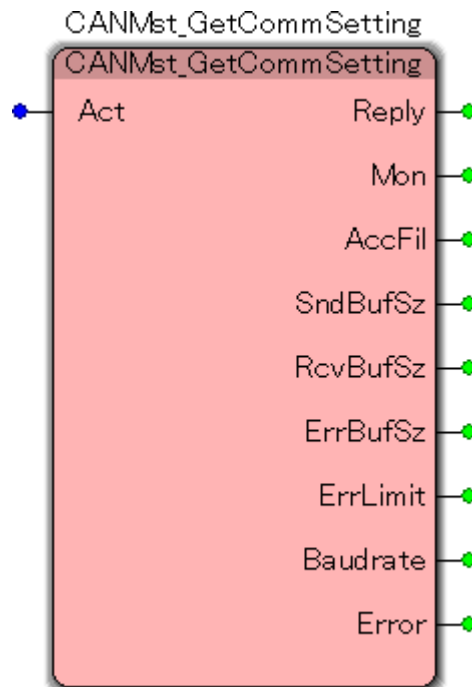 CANMst_GetCommSetting
CANMst_GetCommSetting
Act Reply
Mon
AccFil
SndBufSz
RcvBufSz
ErrBufSz
ErrLimit
Baudrate
Error